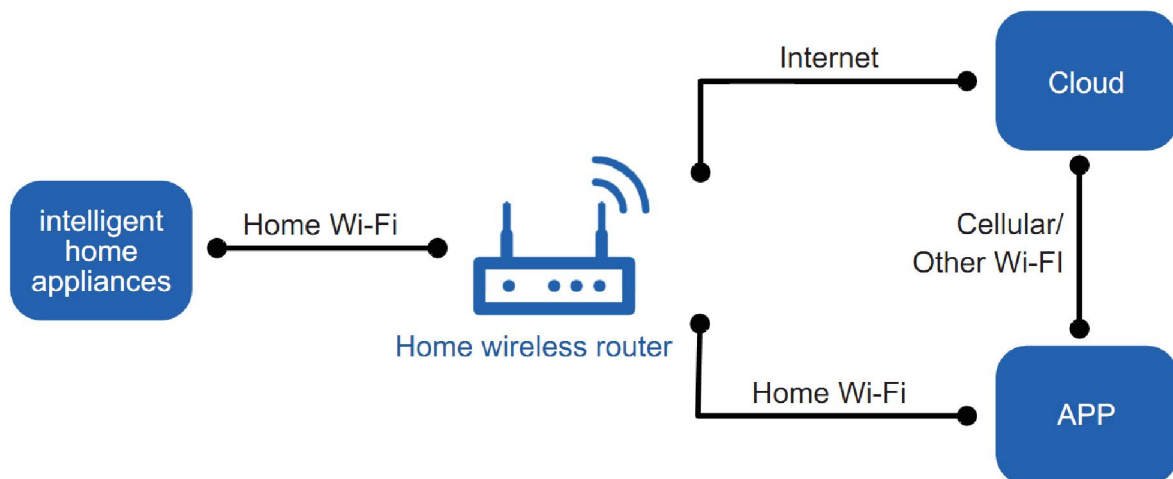 Internet
Cloud
intelligent
home
appliances
Home Wi-Fi
Cellular/
Other Wi-FI
Home wireless router
Home Wi-Fi
APP